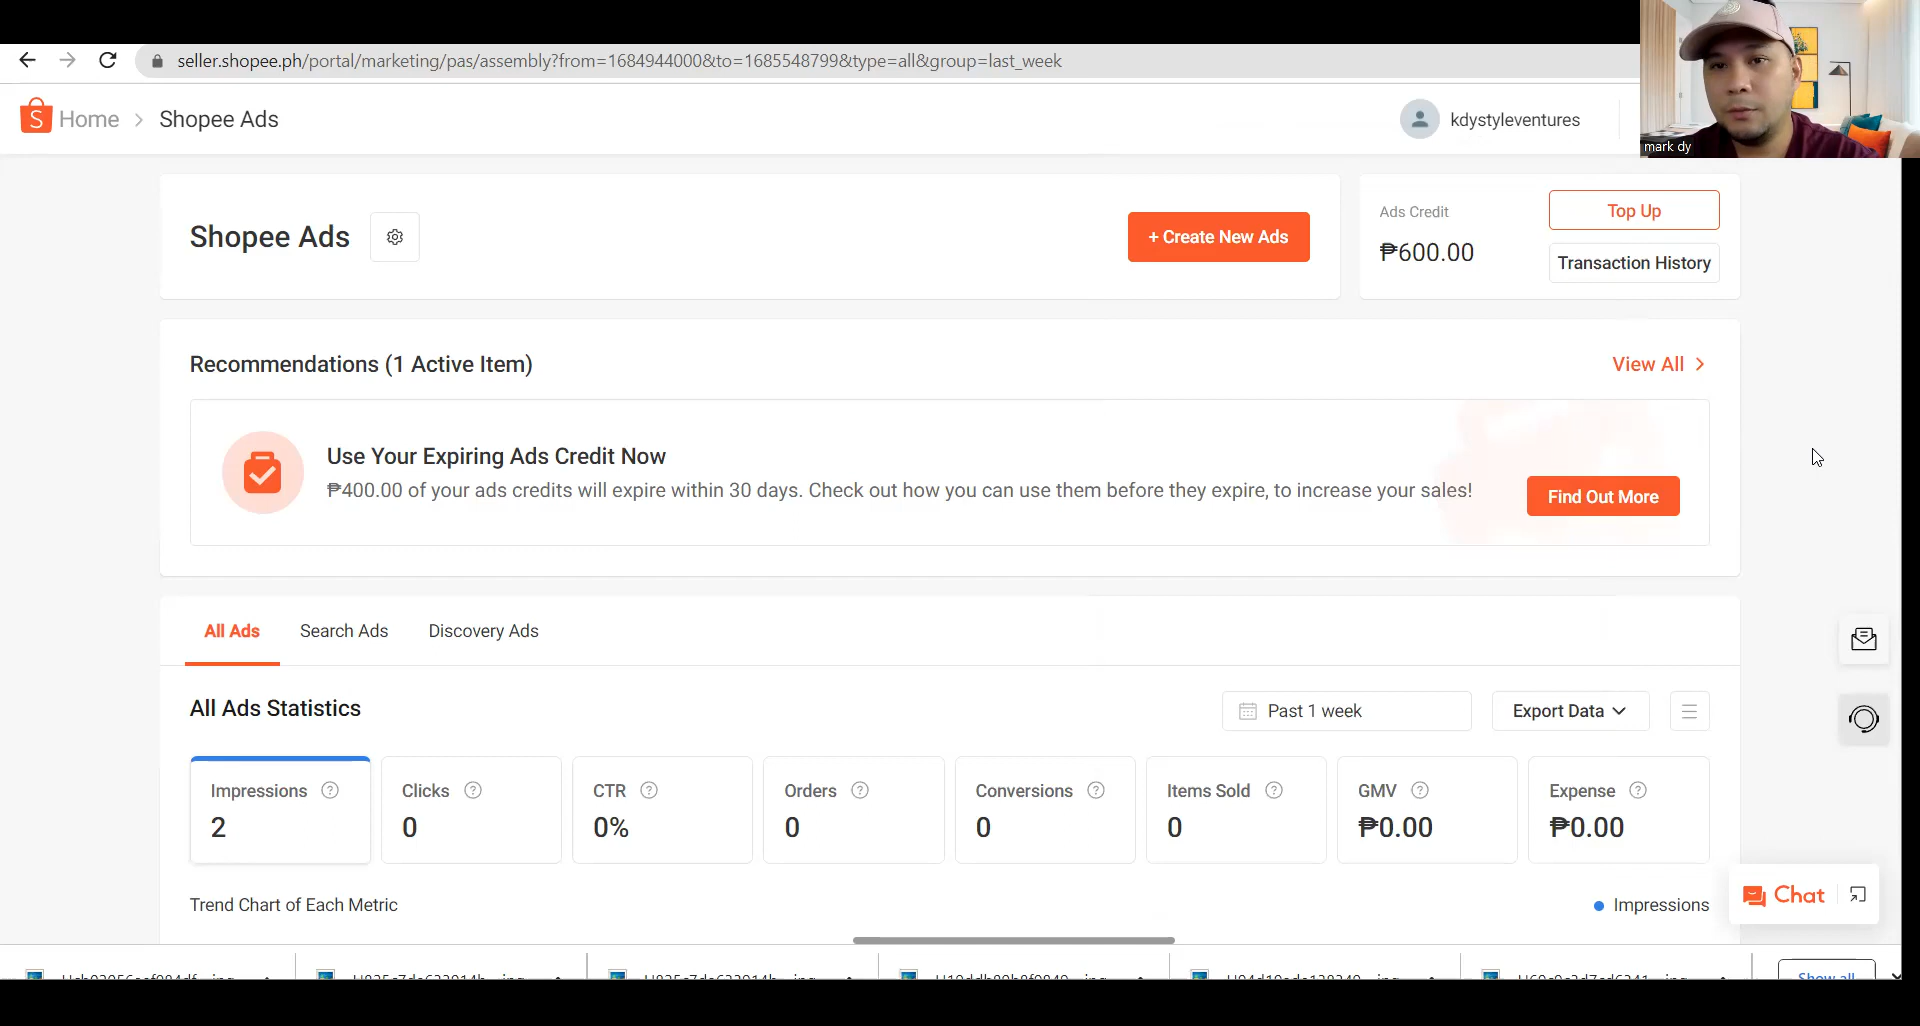 seller.shopee.ph/portal/marketing/pas/assembly?from=1684944000&to=1685548799&type=all&group=last_week
Home > Shopee Ads
kdystyleventures
mark dy
Shopee Ads
+ Create New Ads
Ads Credit
₱600.00
Top Up
Transaction History
Recommendations (1 Active Item)
View All >
Use Your Expiring Ads Credit Now
₱400.00 of your ads credits will expire within 30 days. Check out how you can use them before they expire, to increase your sales!
Find Out More
All Ads Search Ads Discovery Ads
All Ads Statistics
Past 1 week
Export Data
Impressions Clicks CTR Orders Conversions Items Sold GMV Expense
2 0 0% 0 0 0 ₱0.00 ₱0.00
Trend Chart of Each Metric
Impressions
Chat
Show all